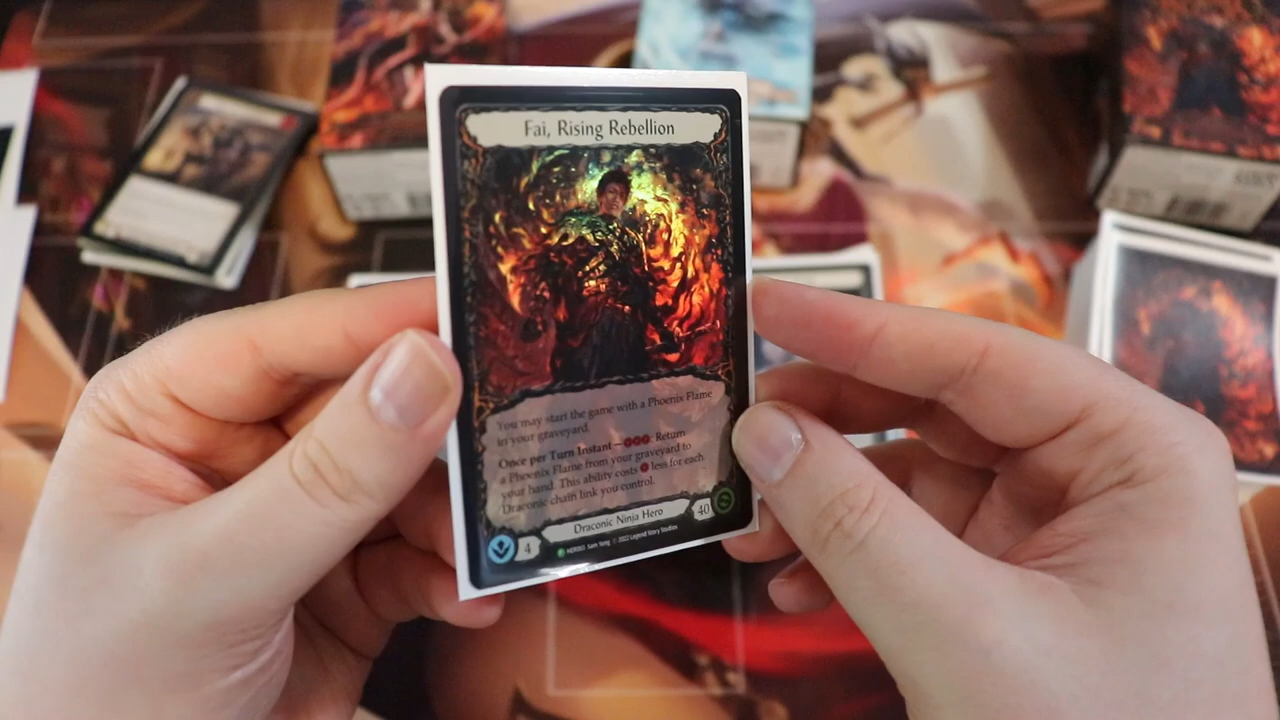 Fai, Rising Rebellion
You may start the game with a Phoenix Flame
in your graveyard.
Once per Turn Instant — : Return
a Phoenix Flame from your graveyard to
your hand. This ability costs less for each
Draconic chain link you control.
Draconic Ninja Hero
4
40
Sam Yang © 2022 Legend Story Studios